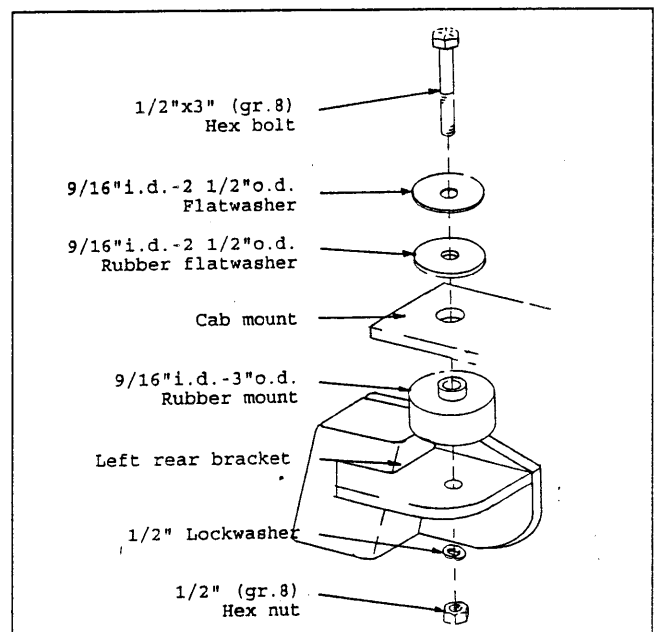 1/2"x3" (gr.8)
Hex bolt
9/16"i.d.-2 1/2"o.d.
Flatwasher
9/16"i.d.-2 1/2"o.d.
Rubber flatwasher
Cab mount
9/16"i.d.-3"o.d.
Rubber mount
Left rear bracket
1/2" Lockwasher
1/2" (gr.8)
Hex nut